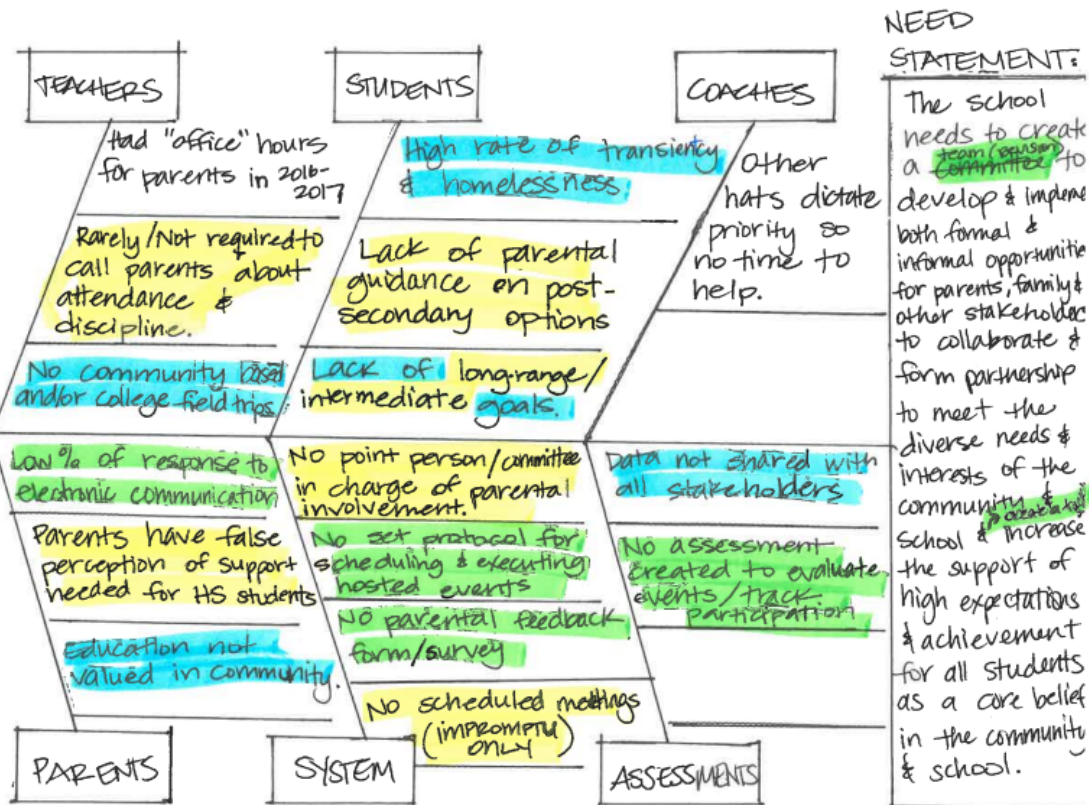 TEACHERS
Had "office" hours
for parents in 2016-
2017
Rarely/Not required to
call parents about
attendance &
discipline.
No community based
and/or college field trips.
STUDENTS
High rate of transiency
& homelessness.
Lack of parental
guidance on post-
secondary options
Lack of long-range/
intermediate goals.
COACHES
Other
hats dictate
priority so
no time to
help.
Low % of response to
electronic communication
Parents have false
perception of support
needed for HS students
Education not
valued in community.
PARENTS
No point person/committee
in charge of parental
involvement.
No set protocol for
scheduling & executing
hosted events
No parental feedback
form/survey
No scheduled meetings
(IMPROMPTU
ONLY)
SYSTEM
Data not shared with
all stakeholders
No assessment
created to evaluate
events/track
participation
ASSESSMENTS
NEED
STATEMENT:
The school
needs to create
team
a committee to
develop & impleme
both formal &
informal opportunitie
for parents, family &
other stakeholder
to collaborate &
form partnership
to meet the
diverse needs &
interests of the
community &
school & increase
the support of
high expectations
& achievement
for all students
as a core belief
in the community
& school.